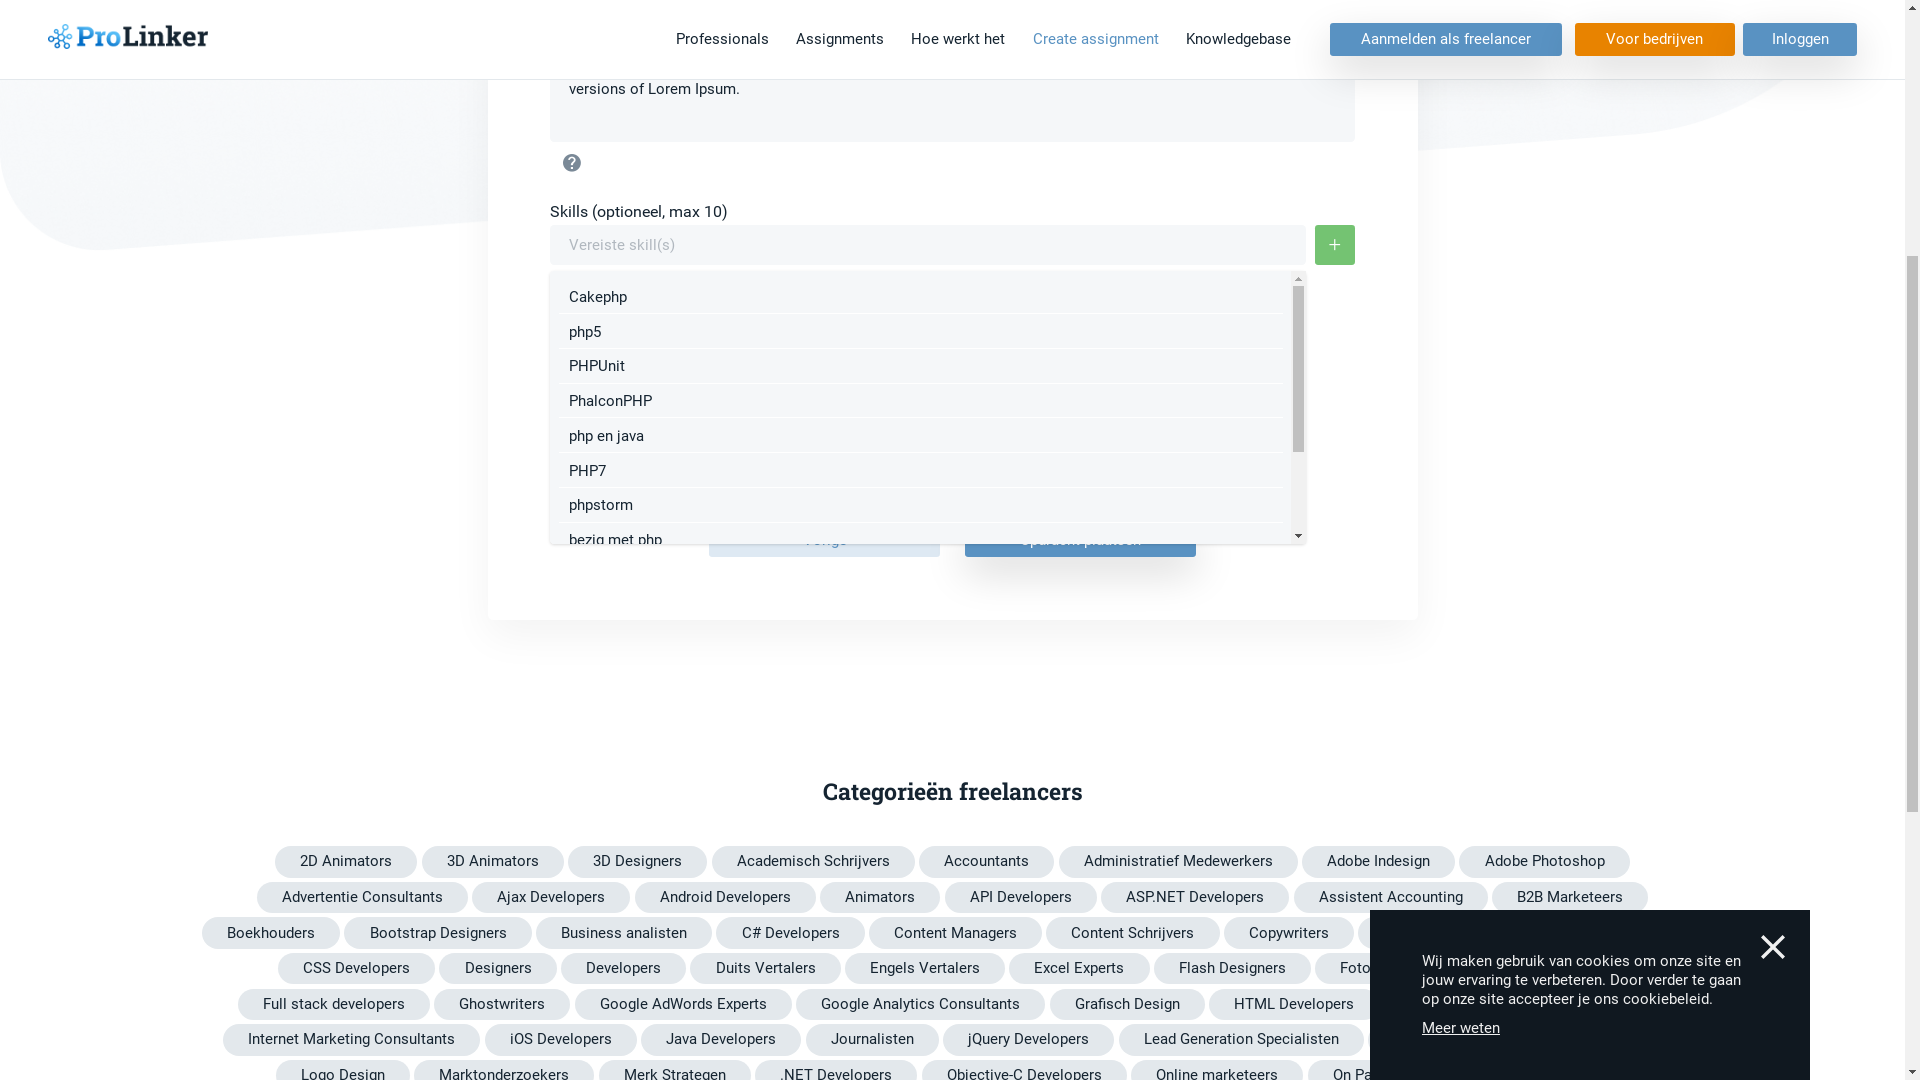 ProLinker
Professionals
Assignments
Hoe werkt het
Create assignment
Knowledgebase
Aanmelden als freelancer
Voor bedrijven
Inloggen
versions of Lorem Ipsum.
Skills (optioneel, max 10)
Vereiste skill(s)
+
Cakephp
php5
PHPUnit
PhalconPHP
php en java
PHP7
phpstorm
bezig met php
Categorieën freelancers
2D Animators
3D Animators
3D Designers
Academisch Schrijvers
Accountants
Administratief Medewerkers
Adobe Indesign
Adobe Photoshop
Advertentie Consultants
Ajax Developers
Android Developers
Animators
API Developers
ASP.NET Developers
Assistent Accounting
B2B Marketeers
Boekhouders
Bootstrap Designers
Business analisten
C# Developers
Content Managers
Content Schrijvers
Copywriters
CSS Developers
Designers
Developers
Duits Vertalers
Engels Vertalers
Excel Experts
Flash Designers
Full stack developers
Ghostwriters
Google AdWords Experts
Google Analytics Consultants
Grafisch Design
HTML Developers
Internet Marketing Consultants
iOS Developers
Java Developers
Journalisten
jQuery Developers
Lead Generation Specialisten
Logo Design
Marktonderzoekers
Merk Strategen
.NET Developers
Objective-C Developers
Online marketeers
On
Wij maken gebruik van cookies om onze site en
jouw ervaring te verbeteren. Door verder te gaan
op onze site accepteer je ons cookiebeleid.
Meer weten